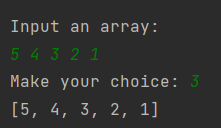 Input an array:
5 4 3 2 1
Make your choice: 3
[5, 4, 3, 2, 1]